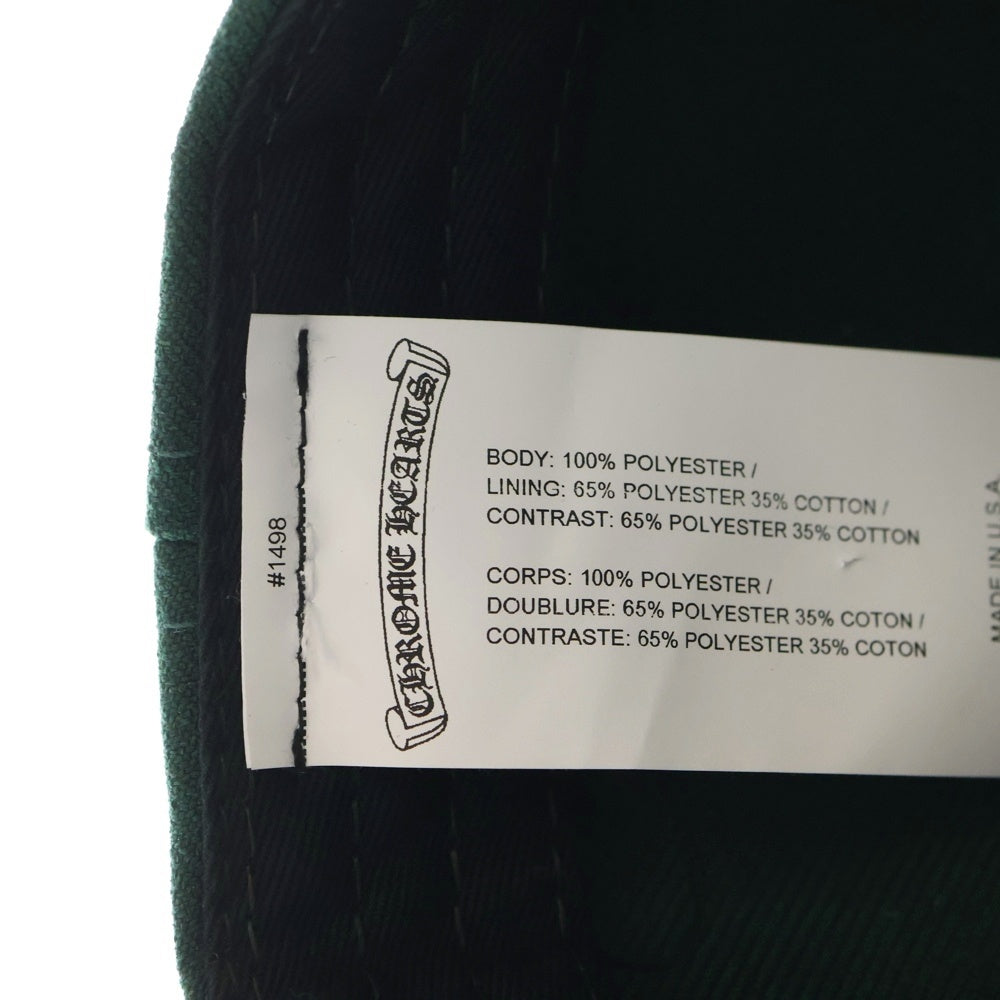 #1498
CHROME HEARTS
BODY: 100% POLYESTER /
LINING: 65% POLYESTER 35% COTTON /
CONTRAST: 65% POLYESTER 35% COTTON
CORPS: 100% POLYESTER /
DOUBLURE: 65% POLYESTER 35% COTON /
CONTRASTE: 65% POLYESTER 35% COTON
MADE IN U.S.A